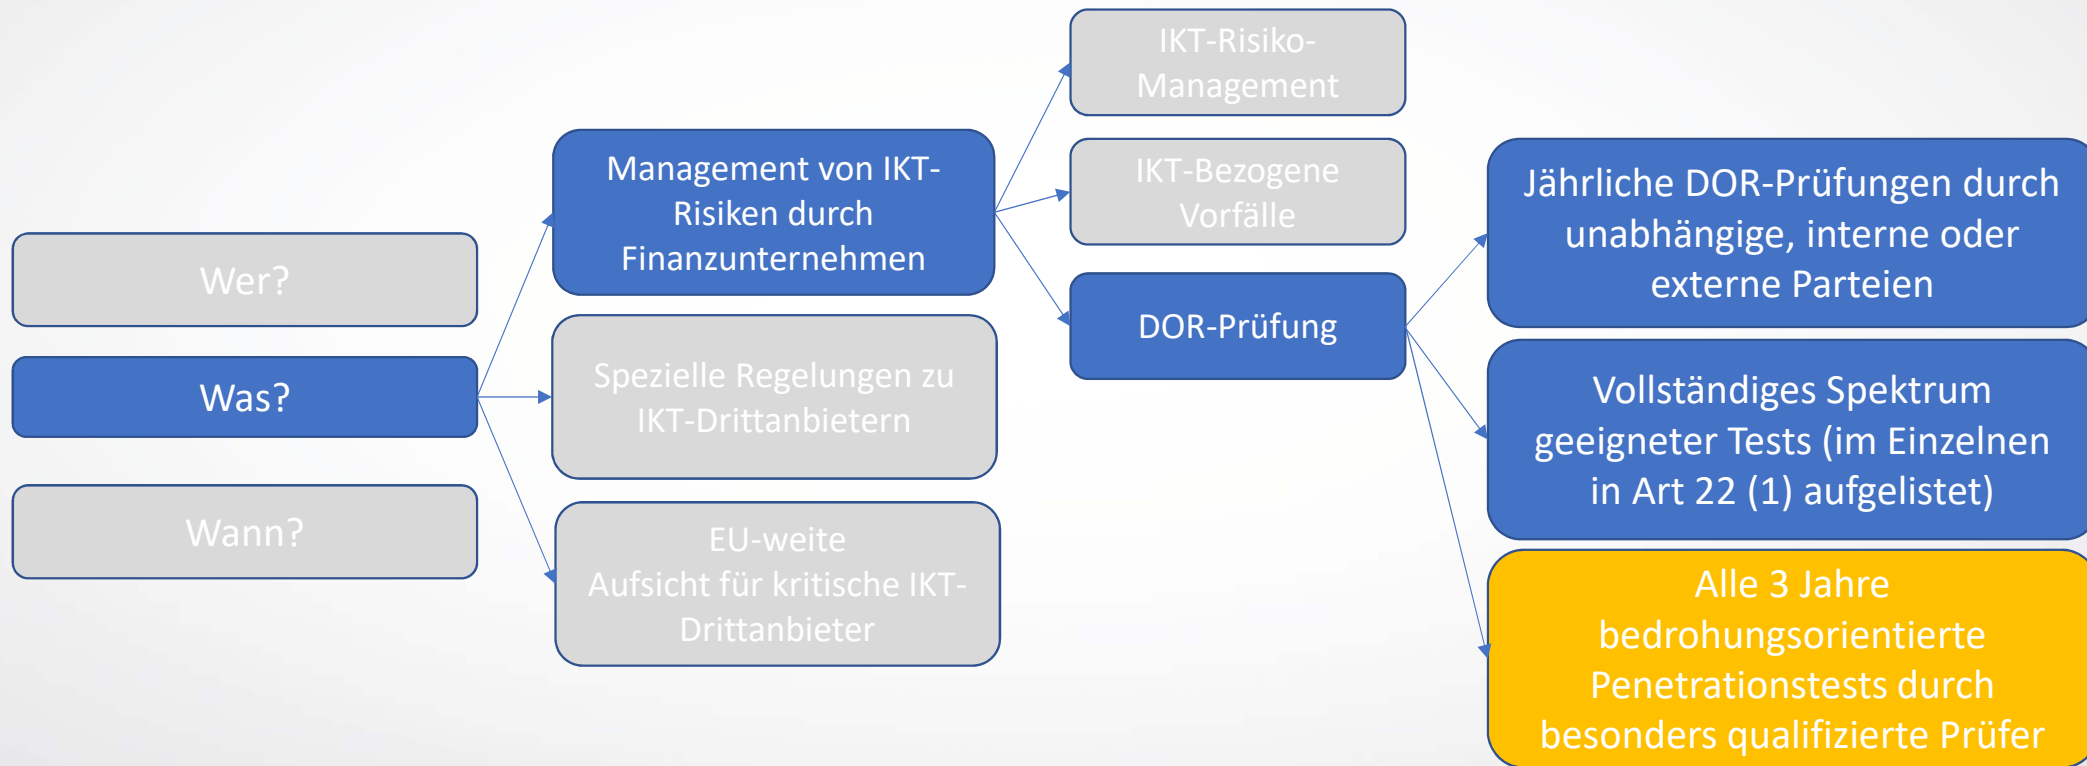 Wer?
Was?
Wann?
Management von IKT-
Risiken durch
Finanzunternehmen
Spezielle Regelungen zu
IKT-Drittanbietern
EU-weite
Aufsicht für kritische IKT-
Drittanbieter
IKT-Risiko-
Management
IKT-Bezogene
Vorfälle
DOR-Prüfung
Jährliche DOR-Prüfungen durch
unabhängige, interne oder
externe Parteien
Vollständiges Spektrum
geeigneter Tests (im Einzelnen
in Art 22 (1) aufgelistet)
Alle 3 Jahre
bedrohungsorientierte
Penetrationstests durch
besonders qualifizierte Prüfer